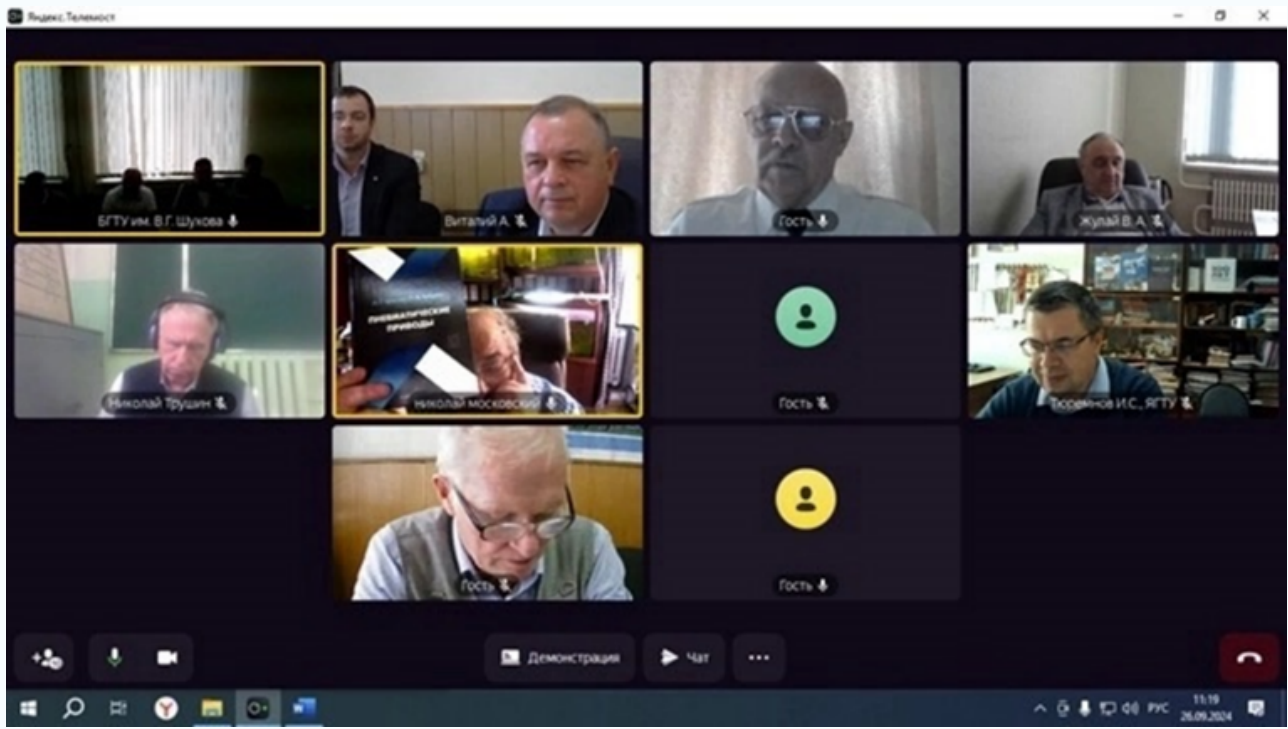 Яндекс.Телемост
БГТУ им. В.Г. Шухова
Виталий А.
Гость
Жулай В. А.
ПНЕВМАТИЧЕСКИЕ
ПРИВОДЫ
Николай Трушин
николай московский
Гость
Тюремнов И.С., ЯГТУ
Гость
Гость
Демонстрация
Чат
РУС
11:19
26.09.2024